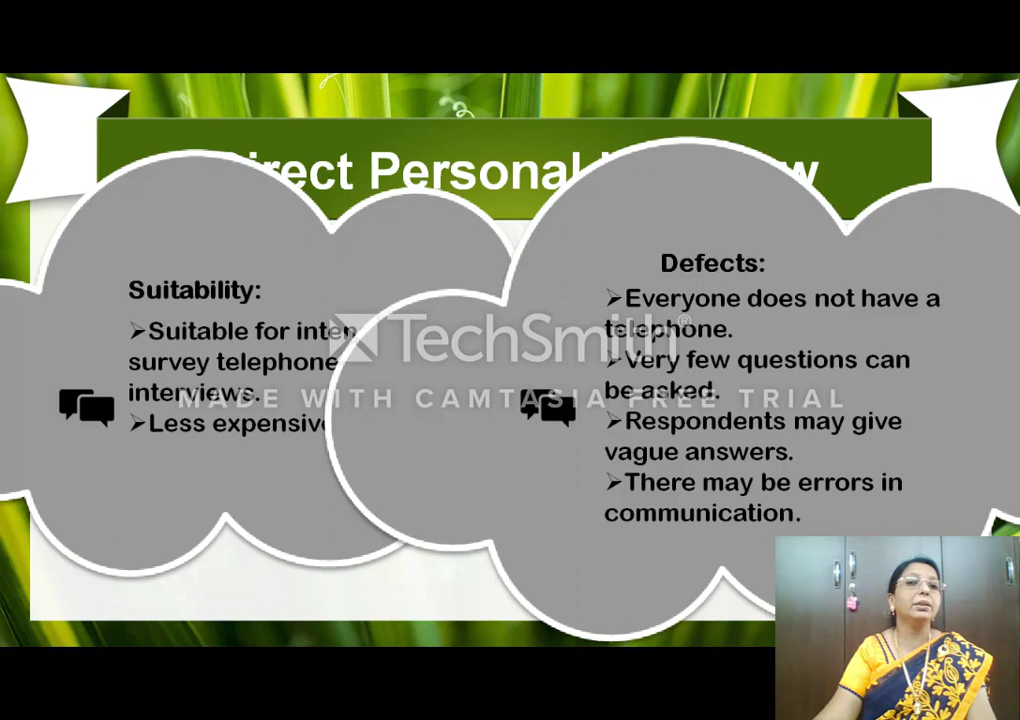 Direct Personal
Suitability:
➢Suitable for inten
survey telephone
interviews.
➢Less expensive
Defects:
➢Everyone does not have a
telephone.
➢Very few questions can
be asked.
➢Respondents may give
vague answers.
➢There may be errors in
communication.
TechSmith®
MADE WITH CAMTASIA FREE TRIAL